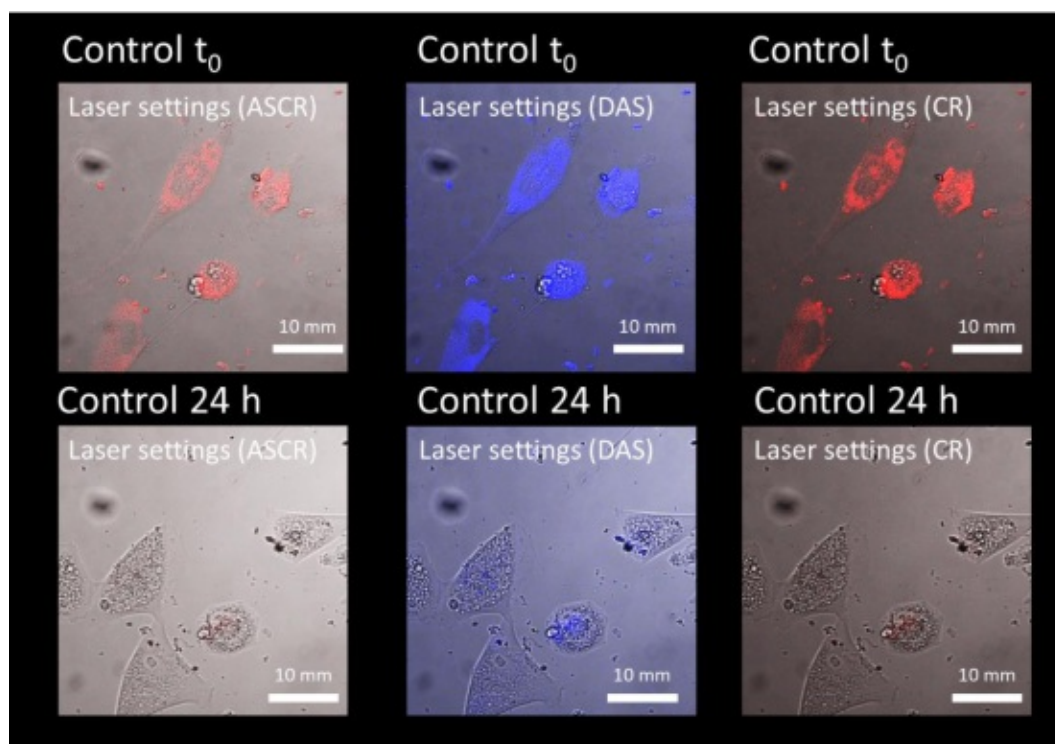 Control t₀
Control t₀
Control t₀
Laser settings (ASCR)
Laser settings (DAS)
Laser settings (CR)
10 mm
10 mm
10 mm
Control 24 h
Control 24 h
Control 24 h
Laser settings (ASCR)
Laser settings (DAS)
Laser settings (CR)
10 mm
10 mm
10 mm